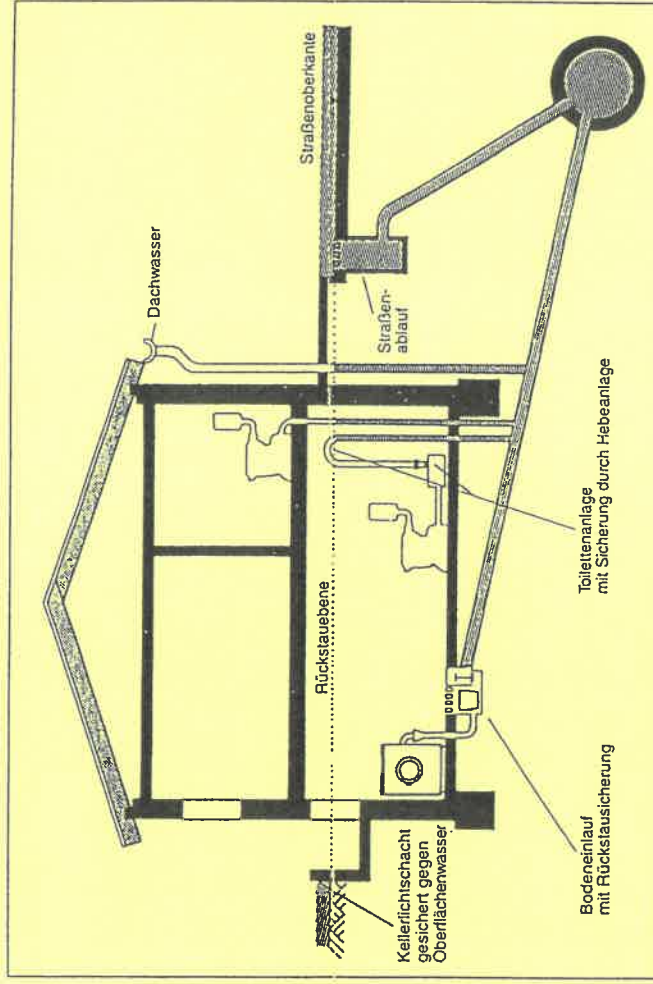 Dachwasser
Straßenoberkante
Straßen-
ablauf
Rückstauebene
Kellerlichtschacht
gesichert gegen
Oberflächenwasser
Bodeneinlauf
mit Rückstausicherung
Toilettenanlage
mit Sicherung durch Hebeanlage